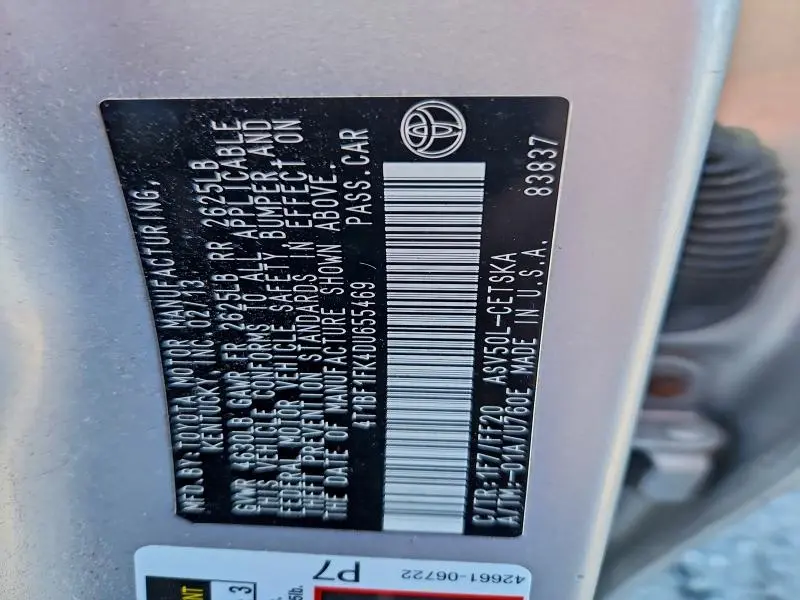 MFD.BY: TOYOTA MOTOR MANUFACTURING,
KENTUCKY, INC. 02/13
GVWR 4630LB GAWR FR 2625LB RR 2625LB
THIS VEHICLE CONFORMS TO ALL APPLICABLE
FEDERAL MOTOR VEHICLE SAFETY, BUMPER, AND
THEFT PREVENTION STANDARDS IN EFFECT ON
THE DATE OF MANUFACTURE SHOWN ABOVE.
4T1BF1FK4DU655469 / PASS.CAR
C/TR:1F7/FF20 ASV50L-CETSKA
A/TM-01A/U760E MADE IN U.S.A. 83837
P7
42661-06722